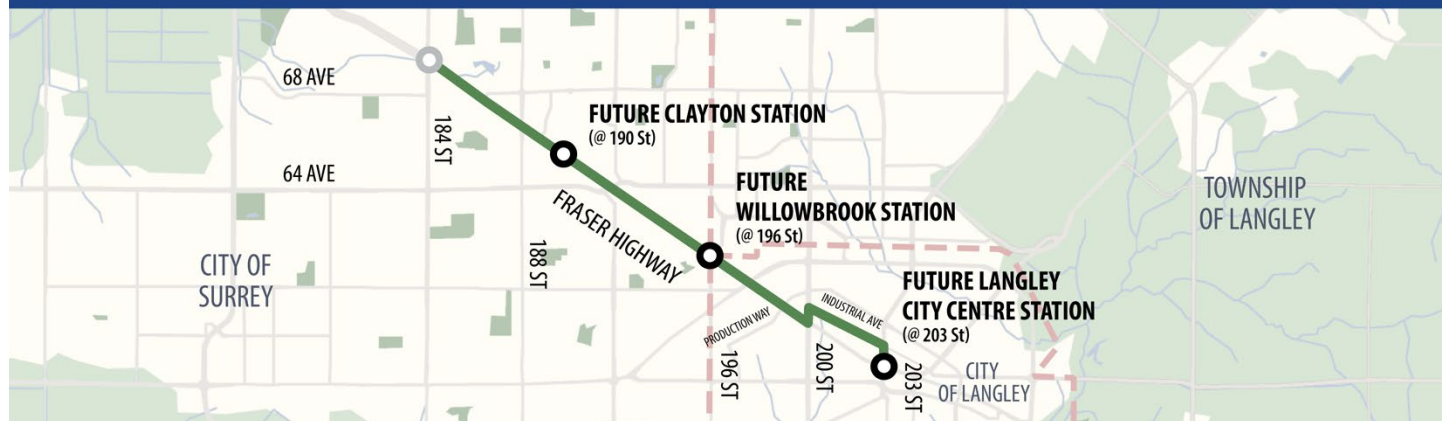 68 AVE
184 ST
FUTURE CLAYTON STATION
(@ 190 St)
64 AVE
FUTURE
WILLOWBROOK STATION
(@ 196 St)
TOWNSHIP
OF LANGLEY
FRASER HIGHWAY
188 ST
CITY OF
SURREY
FUTURE LANGLEY
CITY CENTRE STATION
(@ 203 St)
INDUSTRIAL AVE
PRODUCTION WAY
196 ST
200 ST
203 ST
CITY
OF LANGLEY